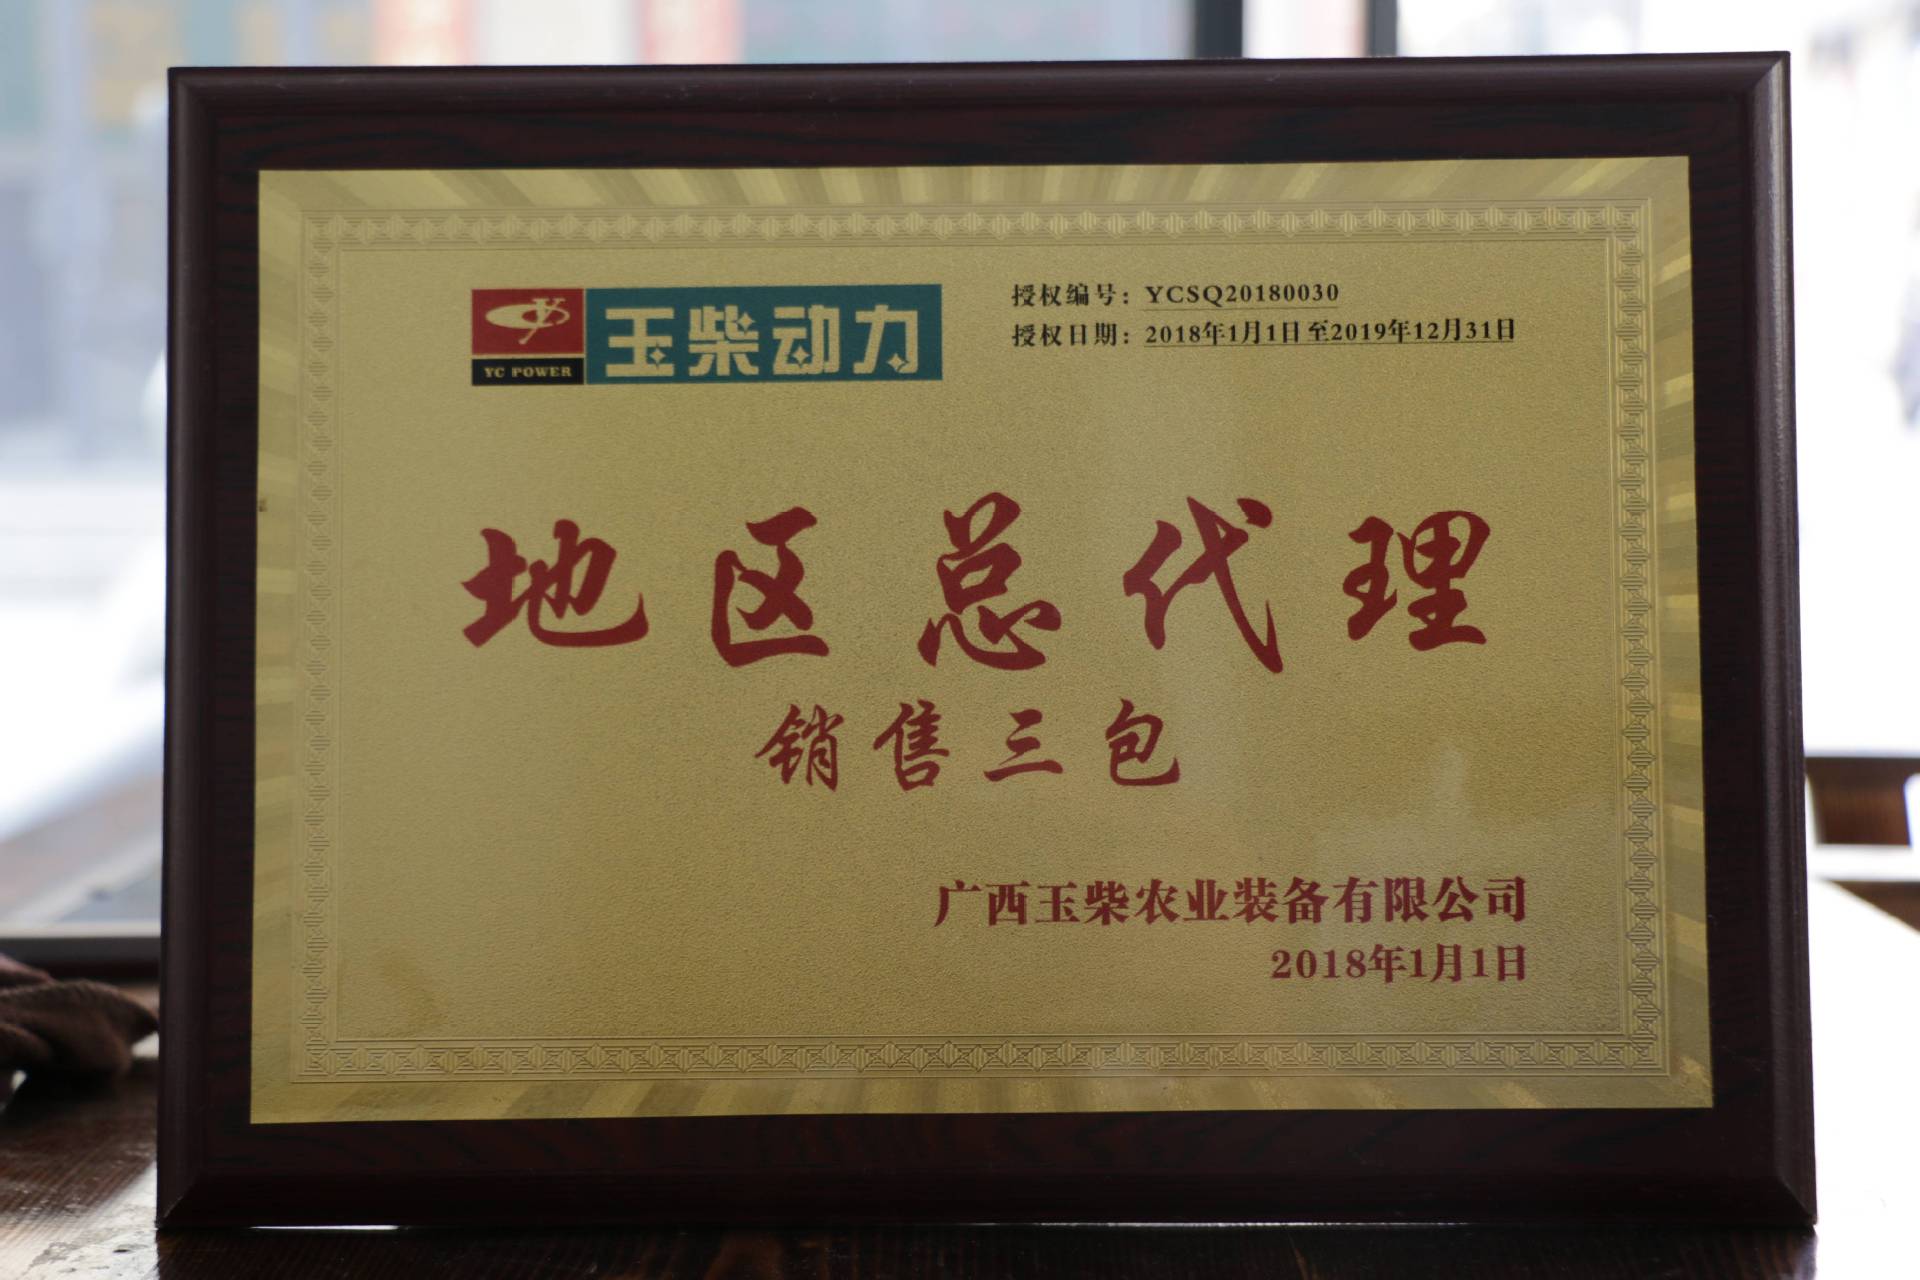 YC POWER
玉柴动力
授权编号：YCSQ20180030
授权日期：2018年1月1日至2019年12月31日
地区总代理
销售三包
广西玉柴农业装备有限公司
2018年1月1日